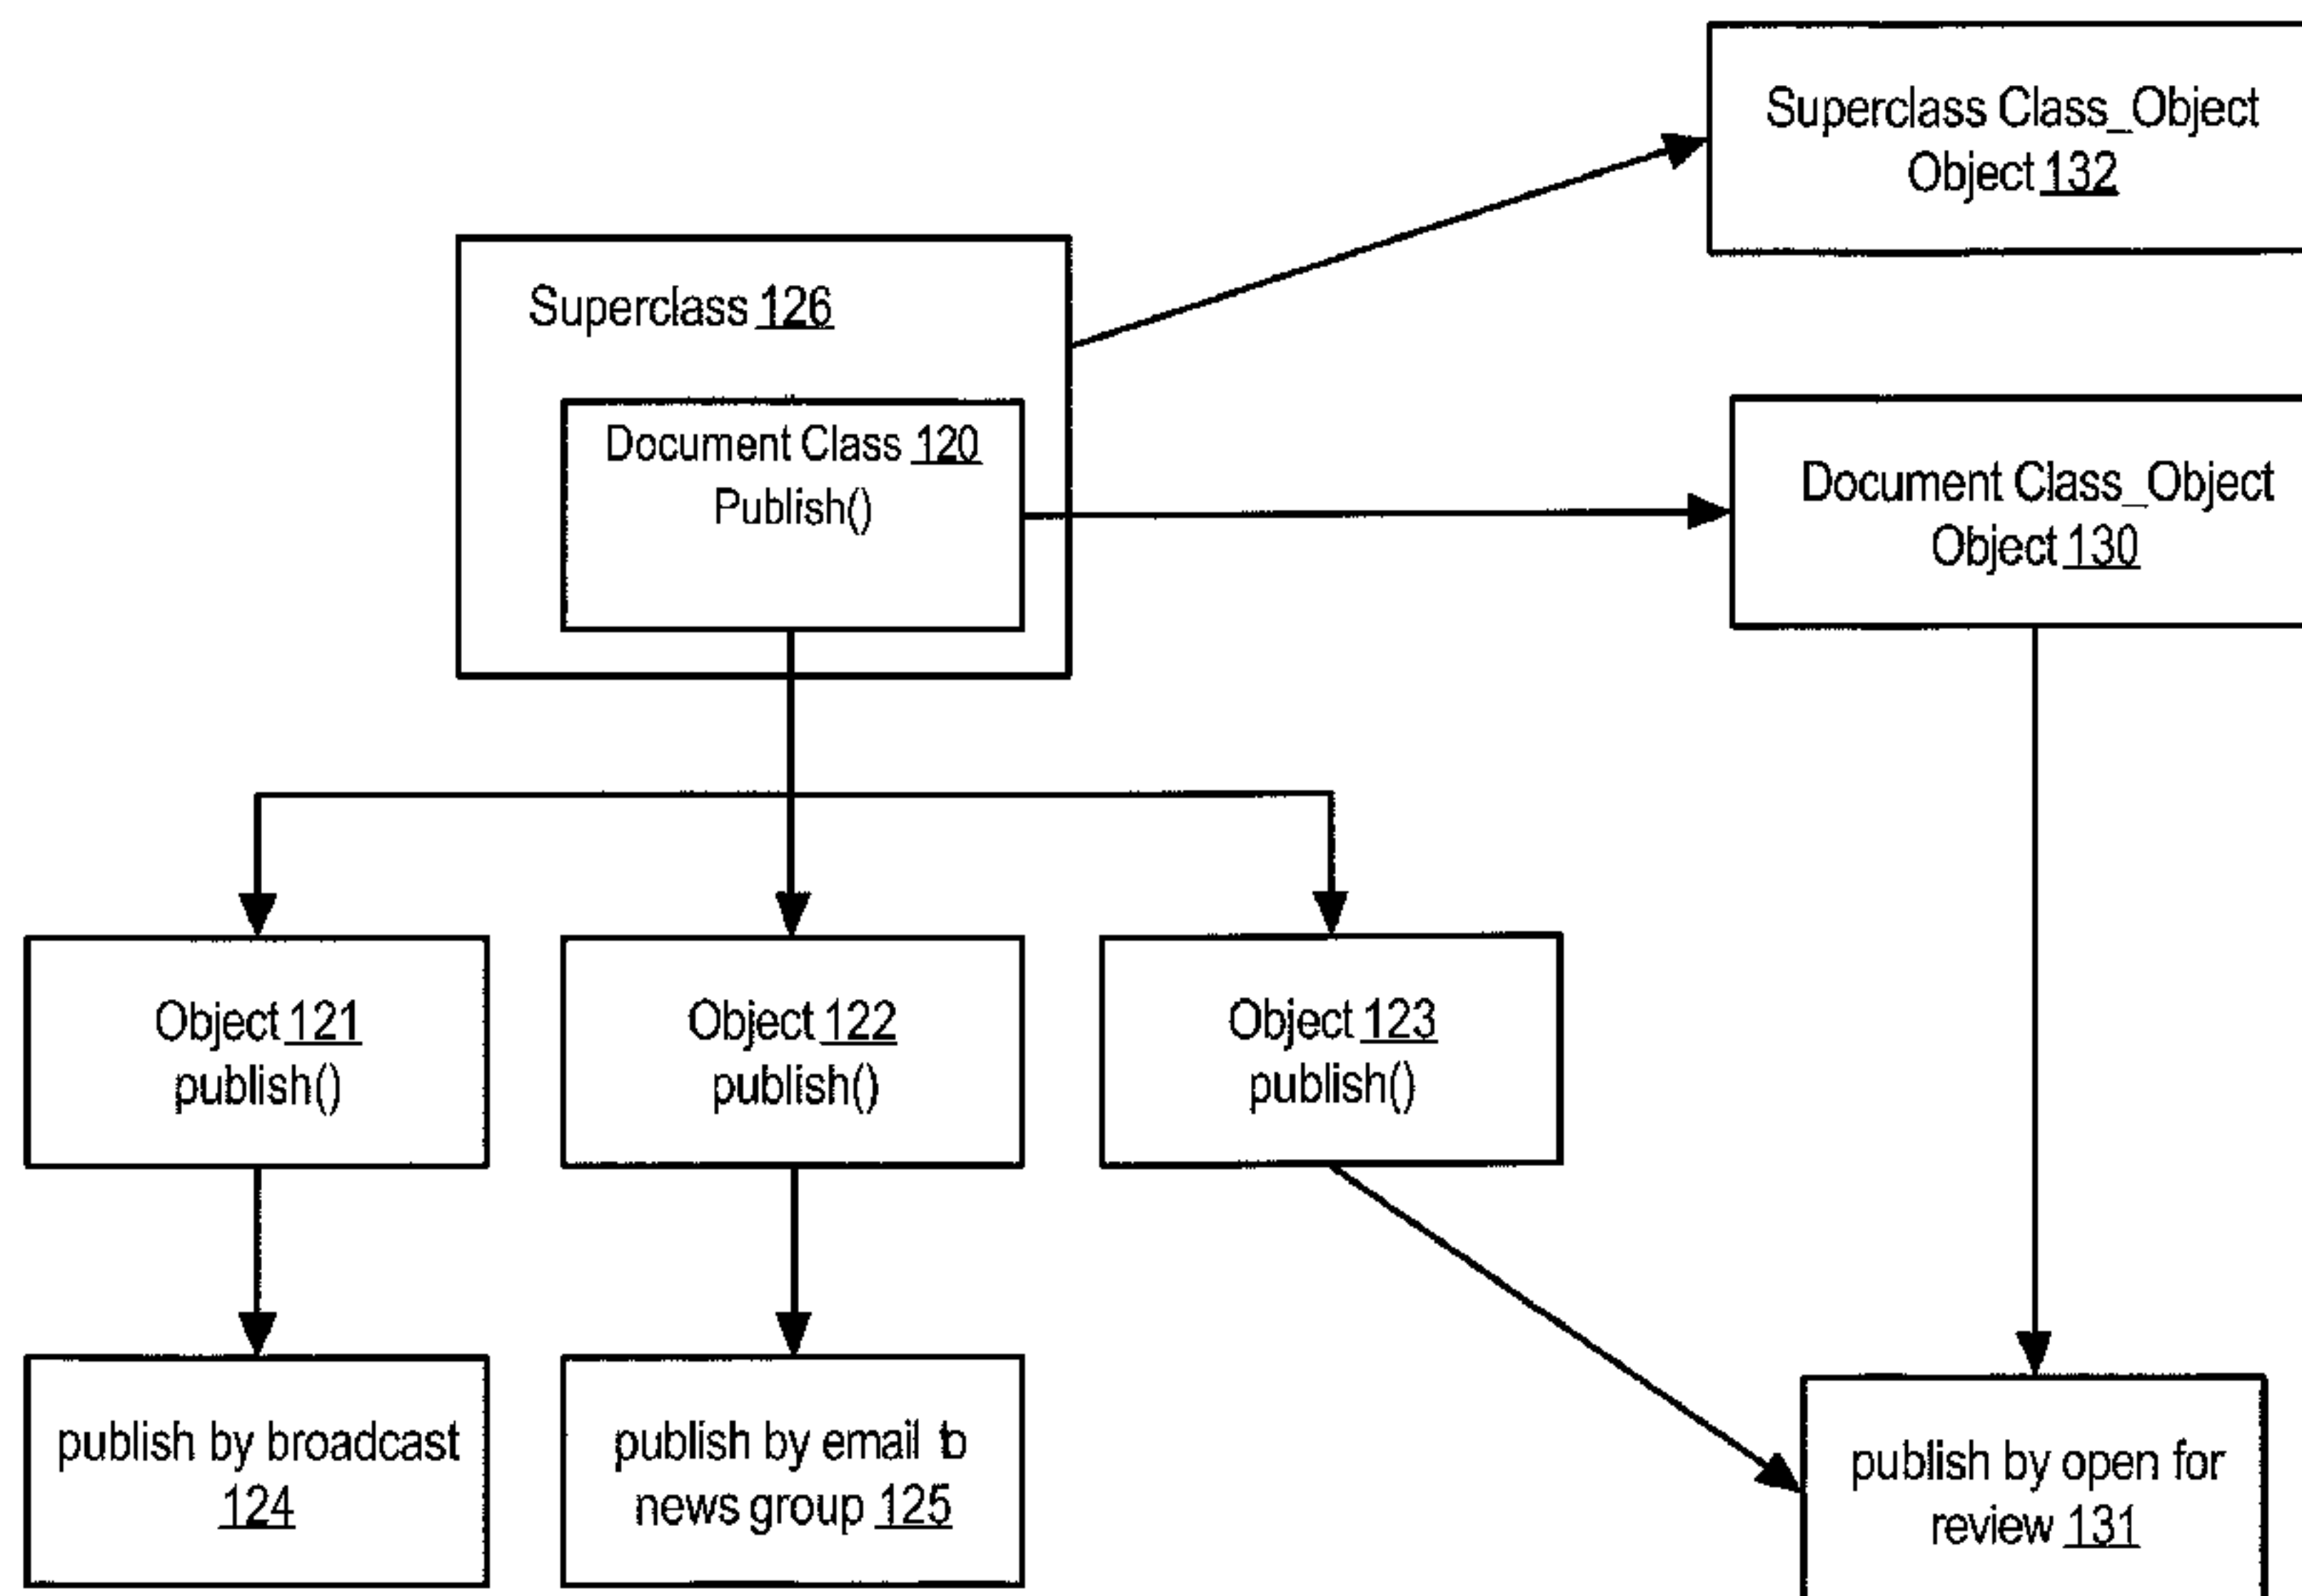 Superclass Class_Object
Object 132
Superclass 126
Document Class 120
Publish()
Document Class_Object
Object 130
Object 121
publish()
Object 122
publish()
Object 123
publish()
publish by broadcast
124
publish by email to
news group 125
publish by open for
review 131